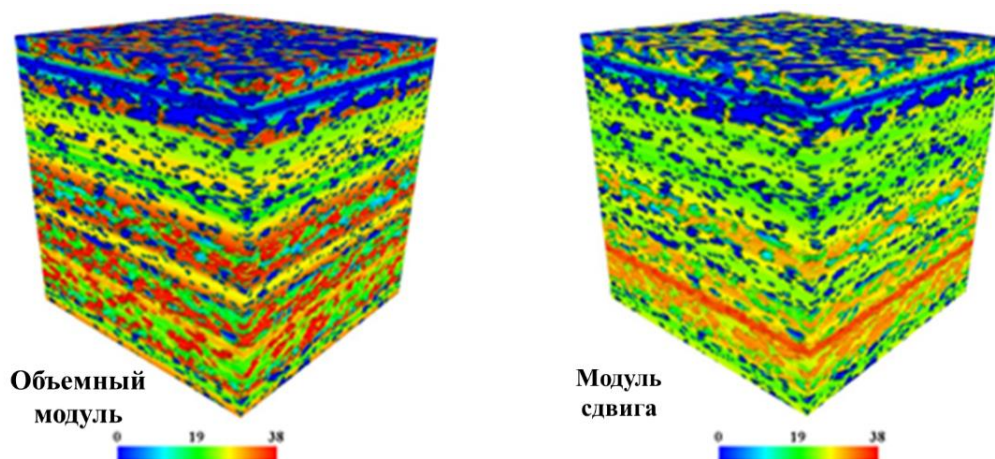 Объемный
модуль
0 19 38
Модуль
сдвига
0 19 38